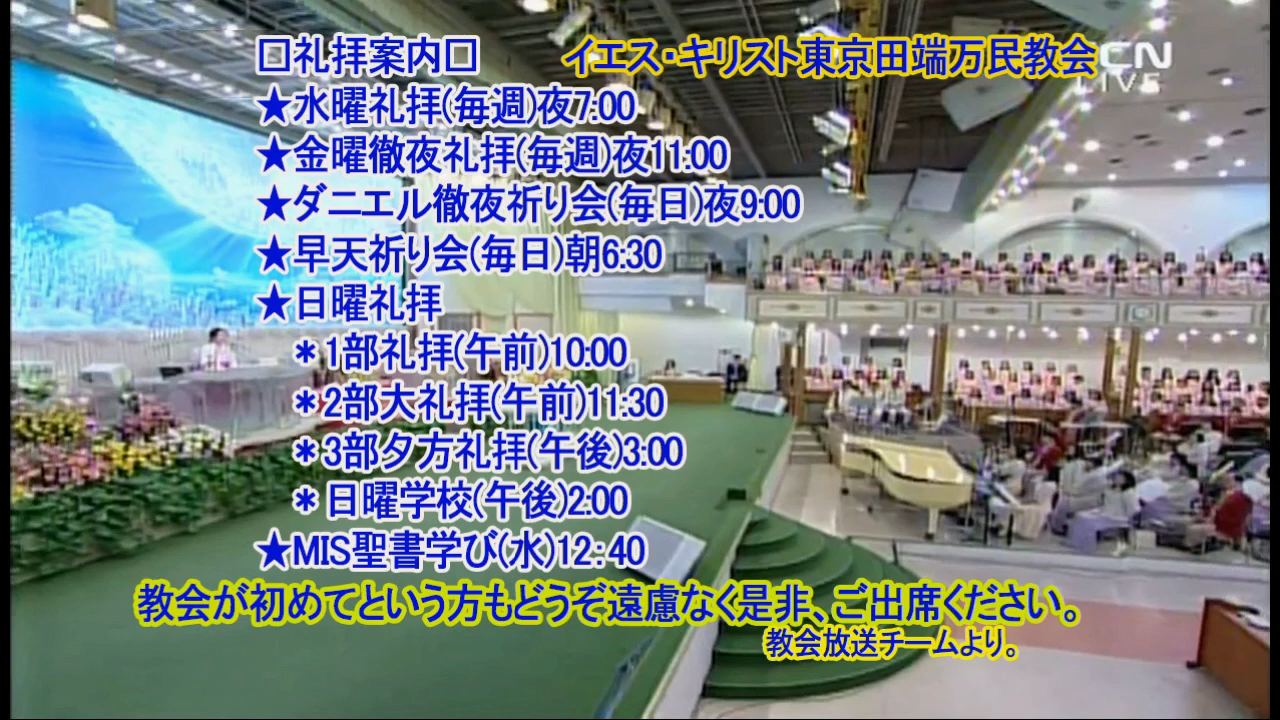 □礼拝案内□ イエス・キリスト東京田端万民教会
CN
LIVE
★水曜礼拝(毎週)夜7:00
★金曜徹夜礼拝(毎週)夜11:00
★ダニエル徹夜祈り会(毎日)夜9:00
★早天祈り会(毎日)朝6:30
★日曜礼拝
＊1部礼拝(午前)10:00
＊2部大礼拝(午前)11:30
＊3部夕方礼拝(午後)3:00
＊日曜学校(午後)2:00
★MIS聖書学び(水)12:40
教会が初めてという方もどうぞ遠慮なく是非、ご出席ください。
教会放送チームより。